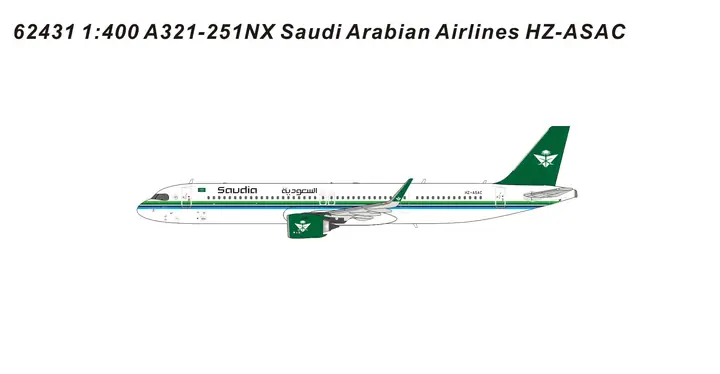 62431 1:400 A321-251NX Saudi Arabian Airlines HZ-ASAC
Saudia السعودية HZ-ASAC